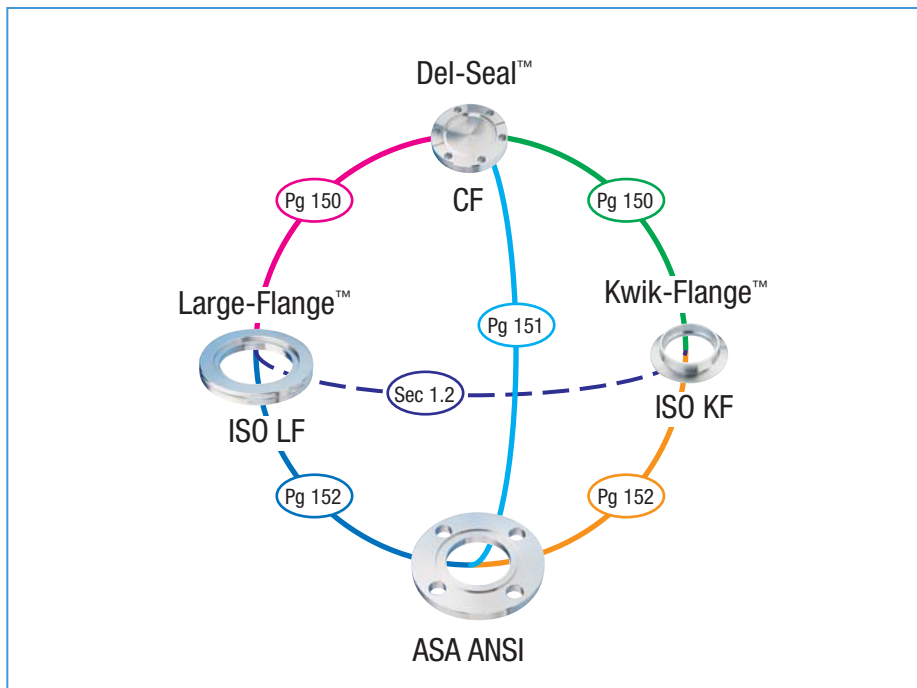 Del-Seal™
CF
Pg 150
Pg 150
Large-Flange™
Kwik-Flange™
Pg 151
Sec 1.2
ISO LF
ISO KF
Pg 152
Pg 152
ASA ANSI